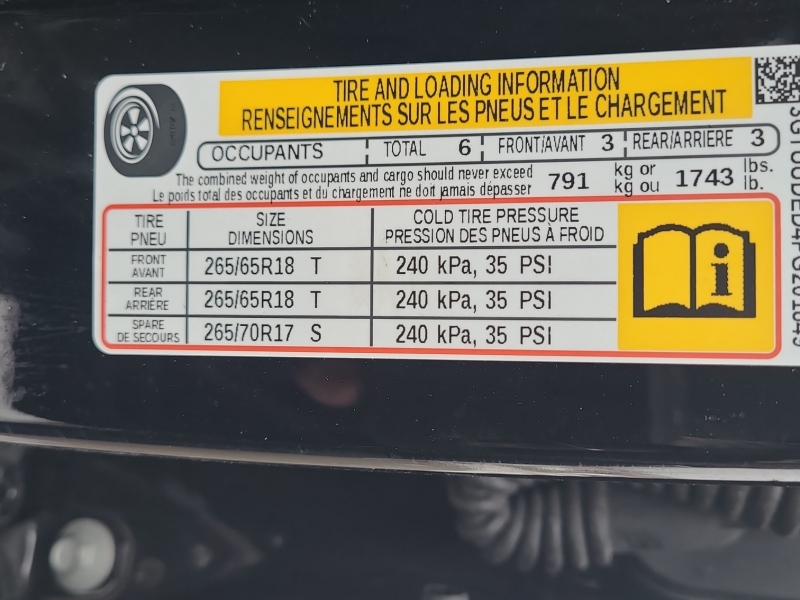 TIRE AND LOADING INFORMATION
RENSEIGNEMENTS SUR LES PNEUS ET LE CHARGEMENT
OCCUPANTS TOTAL 6 FRONT/AVANT 3 REAR/ARRIÈRE 3
The combined weight of occupants and cargo should never exceed 791 kg or 1743 lbs.
Le poids total des occupants et du chargement ne doit jamais dépasser kg ou lb.
TIRE SIZE COLD TIRE PRESSURE
PNEU DIMENSIONS PRESSION DES PNEUS À FROID
FRONT
AVANT 265/65R18 T 240 kPa, 35 PSI
REAR
ARRIÈRE 265/65R18 T 240 kPa, 35 PSI
SPARE
DE SECOURS 265/70R17 S 240 kPa, 35 PSI